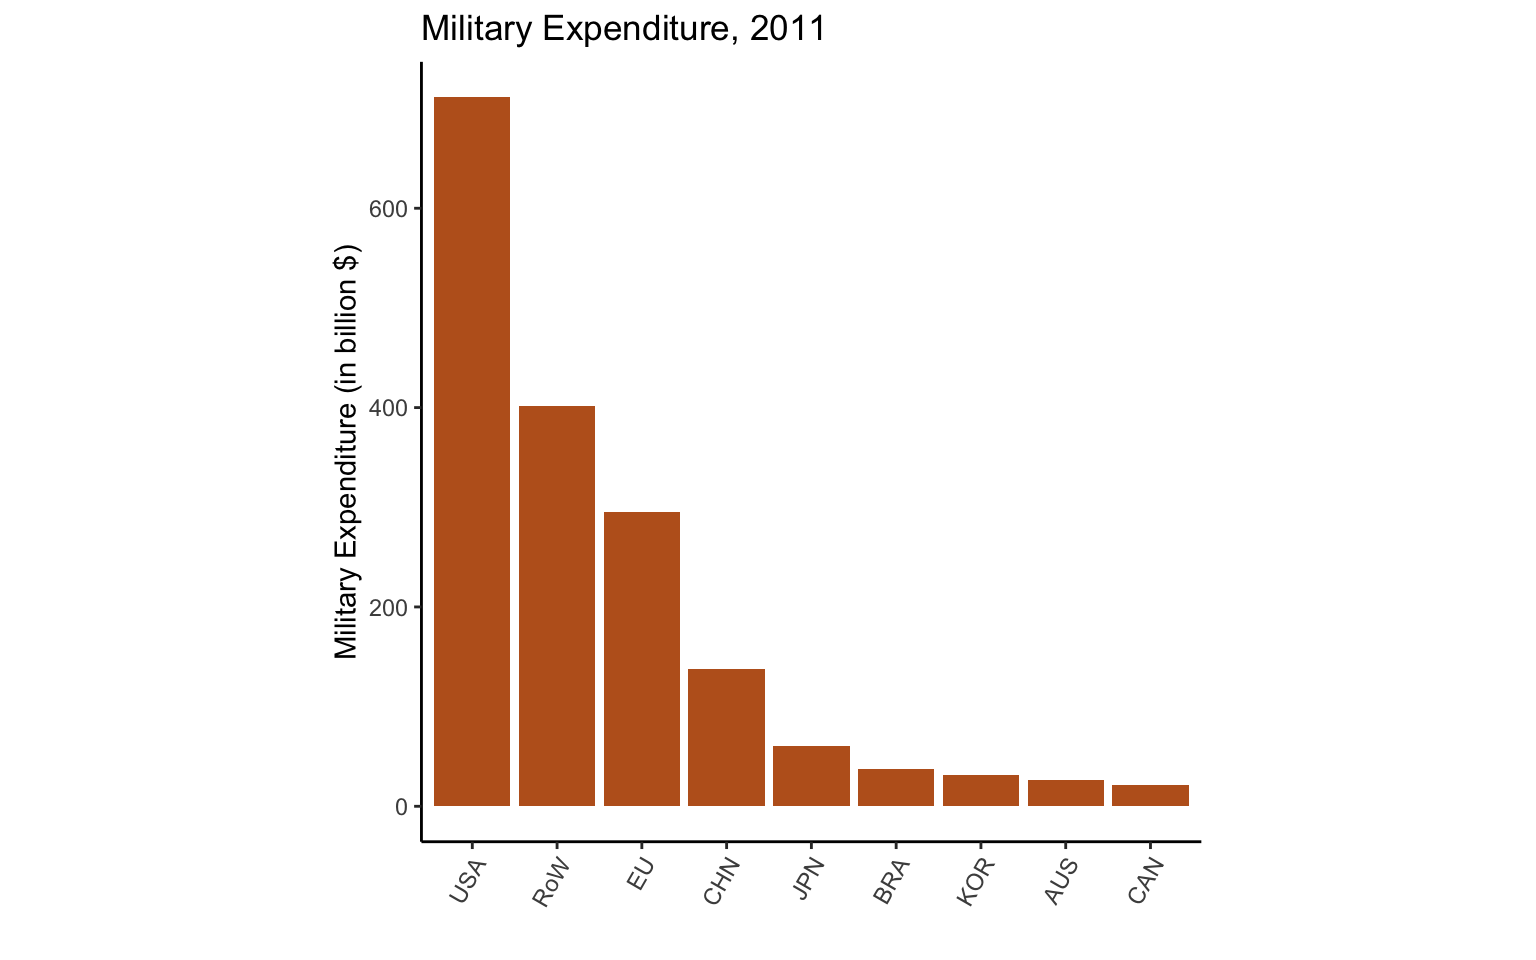 Military Expenditure, 2011
Military Expenditure (in billion $)
600
400
200
0
USA
RoW
EU
CHN
JPN
BRA
KOR
AUS
CAN